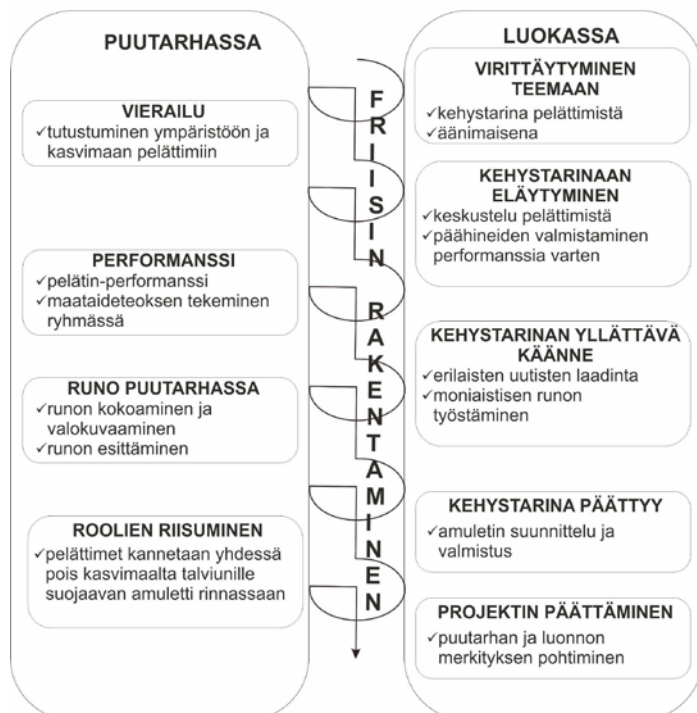 PUUTARHASSA
VIERAILU
✓tutustuminen ympäristöön ja
kasvimaan pelättimiin
PERFORMANSSI
✓pelätin-performanssi
✓maataideteoksen tekeminen
ryhmässä
RUNO PUUTARHASSA
✓runon kokoaminen ja
valokuvaaminen
✓runon esittäminen
ROOLIEN RIISUMINEN
✓pelättimet kannetaan yhdessä
pois kasvimaalta talviunille
suojaavan amuletti rinnassaan
FRIISIN RAKENTAMINEN
LUOKASSA
VIRITTÄYTYMINEN
TEEMAAN
✓kehystarina pelättimistä
✓äänimaisena
KEHYSTARINAAN
ELÄYTYMINEN
✓keskustelu pelättimistä
✓päähineiden valmistaminen
performanssia varten
KEHYSTARINAN YLLÄTTÄVÄ
KÄÄNNE
✓erilaisten uutisten laadinta
✓moniaistisen runon
työstäminen
KEHYSTARINA PÄÄTTYY
✓amuletin suunnittelu ja
valmistus
PROJEKTIN PÄÄTTÄMINEN
✓puutarhan ja luonnon
merkityksen pohtiminen